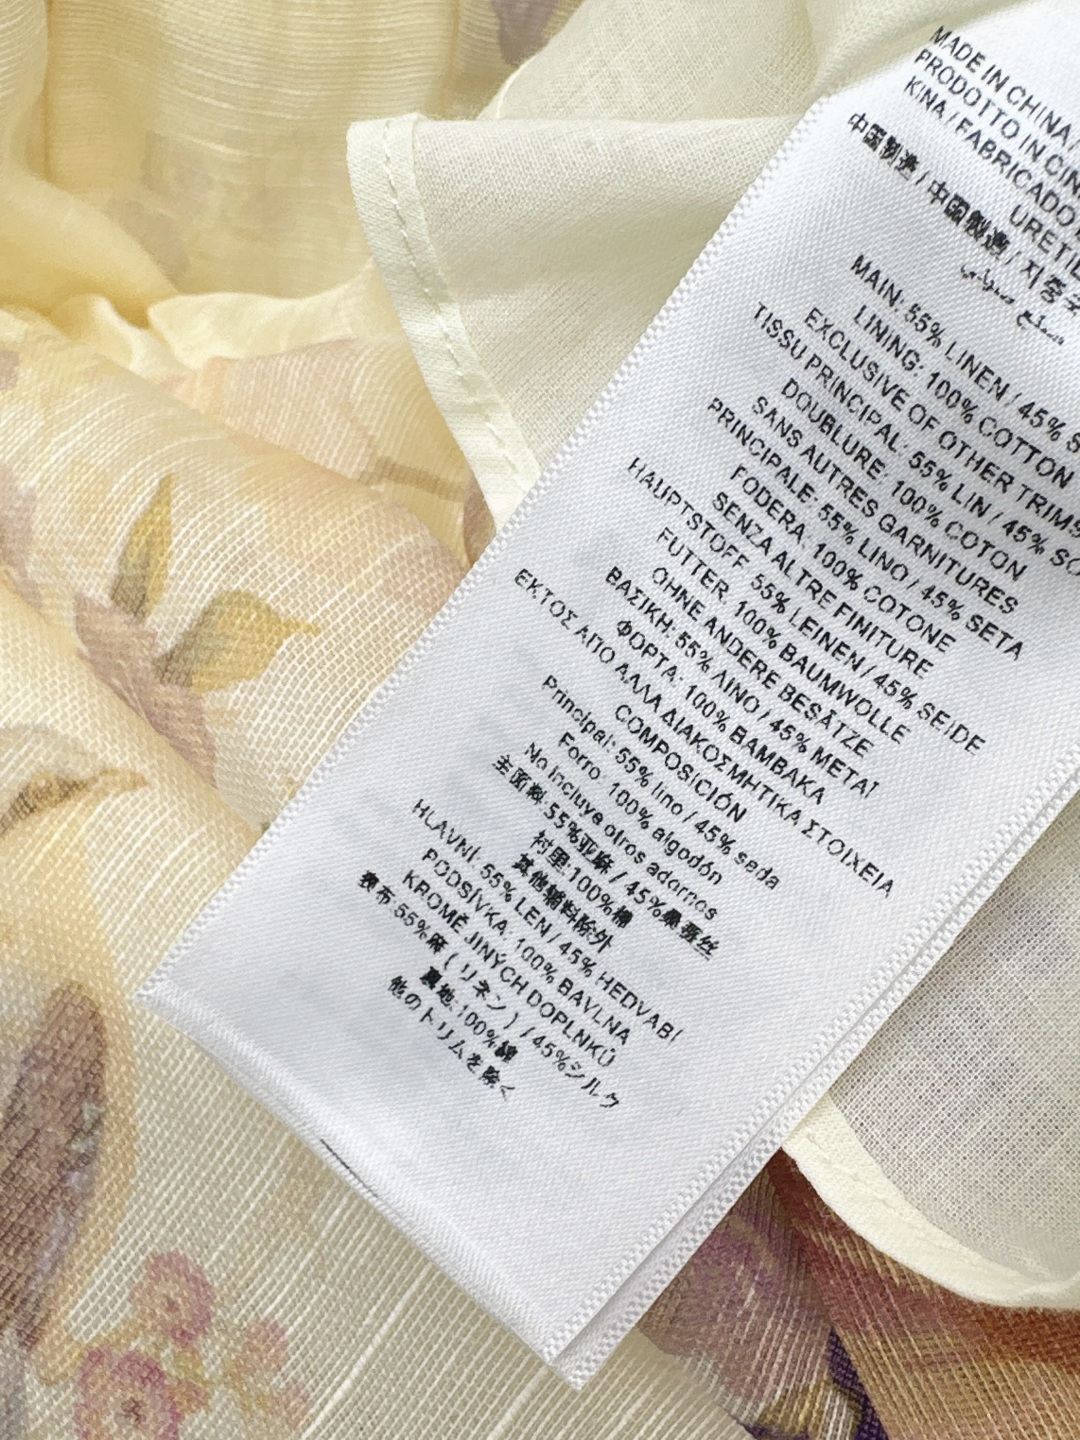 MADE IN CHINA /
PRODOTTO IN
KINA / FABRICADO
中国制造 / 中国製造 /
MAIN: 55% LINEN / 45%
LINING: 100% COTTON
EXCLUSIVE OF OTHER TRIMS
TISSU PRINCIPAL: 55% LIN / 45%
DOUBLURE: 100% COTON
SANS AUTRES GARNITURES
PRINCIPALE: 55% LINO / 45% SETA
FODERA: 100% COTONE
SENZA ALTRE FINITURE
HAUPTSTOFF 55% LEINEN / 45% SEIDE
FUTTER: 100% BAUMWOLLE
OHNE ANDERE BESÄTZE
ΒΑΣΙΚΗ: 55% ΛΙΝΟ / 45% ΜΕΤΑΪ
ΦΟΡΤΑ: 100% ΒΑΜΒΑΚΑ
ΕΚΤΟΣ ΑΠΟ ΑΛΛΑ ΔΙΑΚΟΣΜΗΤΙΚΑ ΣΤΟΙΧΕΙΑ
COMPOSICIÓN
Principal: 55% lino / 45% seda
Forro: 100% algodón
No incluye otros adornos
主面料:55%亚麻 / 45%桑蚕丝
衬里:100%棉
其他辅料除外
HLAVNÍ: 55% LEN / 45% HEDVÁBÍ
PODŠÍVKA: 100% BAVLNA
KROMĚ JINÝCH DOPLŇKŮ
表布:55%麻 ( リネン ) / 45%シルク
裏地:100%綿
他のトリムを除く